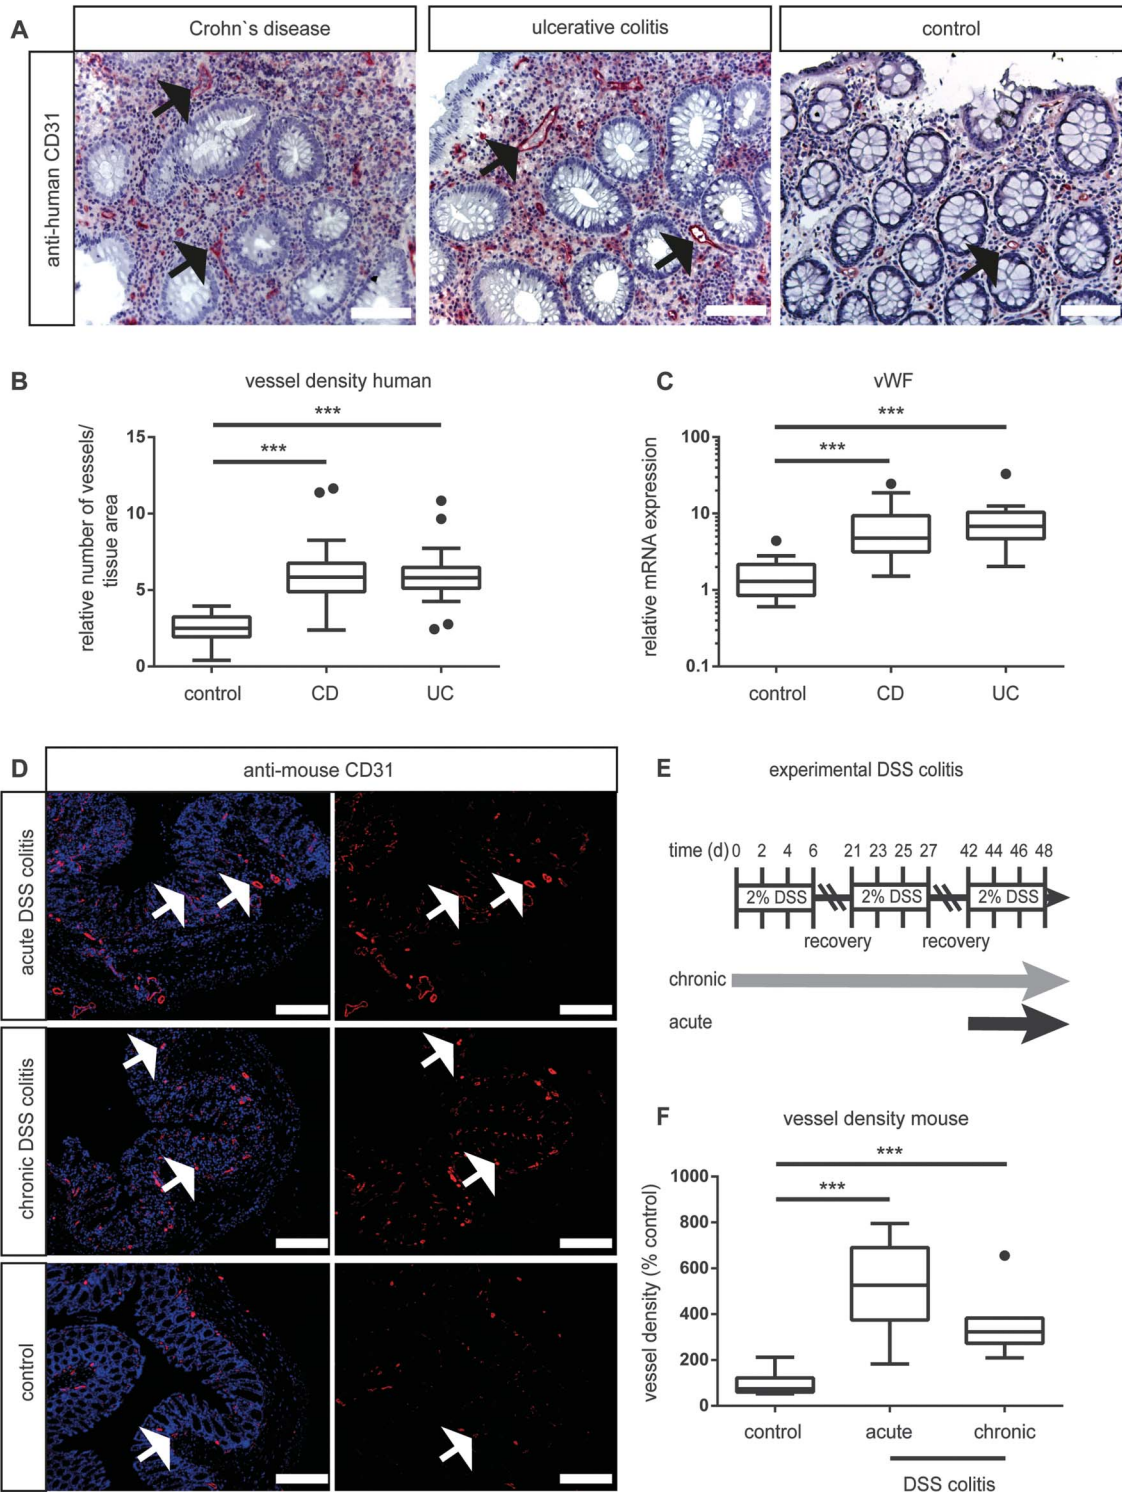 A
Crohn`s disease
ulcerative colitis
control
anti-human CD31
B
vessel density human
***
***
relative number of vessels/
tissue area
15
10
5
0
control
CD
UC
C
vWF
***
***
relative mRNA expression
100
10
1
0.1
control
CD
UC
D
anti-mouse CD31
acute DSS colitis
chronic DSS colitis
control
E
experimental DSS colitis
time (d) 0 2 4 6 21 23 25 27 42 44 46 48
2% DSS 2% DSS 2% DSS
recovery recovery
chronic
acute
F
vessel density mouse
***
***
vessel density (% control)
1000
800
600
400
200
0
control
acute
chronic
DSS colitis